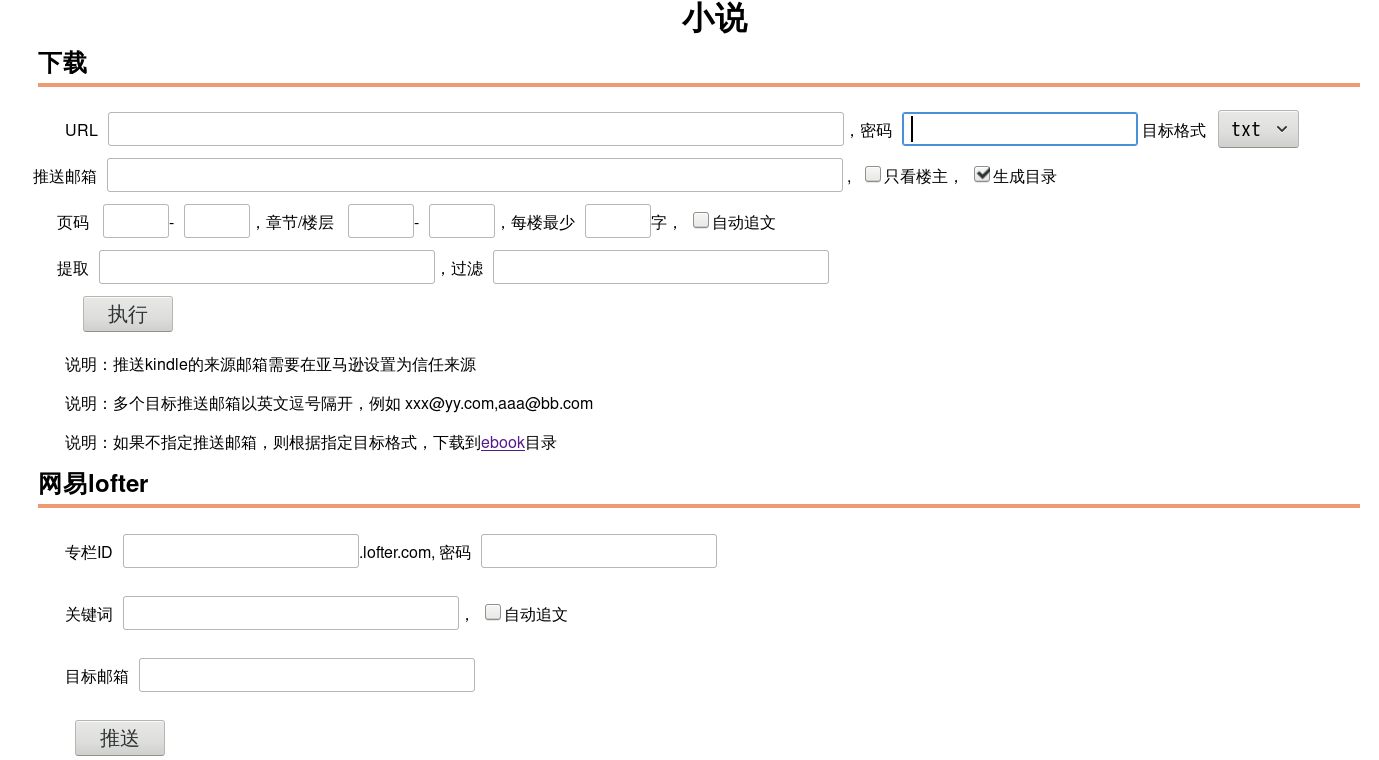 小说
下载
URL ，密码 目标格式 txt
推送邮箱 ， 只看楼主， 生成目录
页码 - ，章节/楼层 - ，每楼最少 字， 自动追文
提取 ，过滤
执行
说明：推送kindle的来源邮箱需要在亚马逊设置为信任来源
说明：多个目标推送邮箱以英文逗号隔开，例如 xxx@yy.com,aaa@bb.com
说明：如果不指定推送邮箱，则根据指定目标格式，下载到ebook目录
网易lofter
专栏ID .lofter.com, 密码
关键词 ， 自动追文
目标邮箱
推送